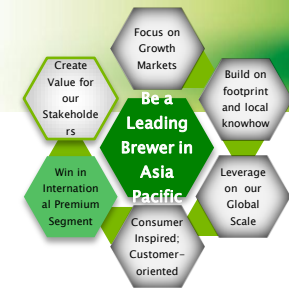 Focus on
Growth
Markets
Build on
footprint
and local
knowhow
Leverage
on our
Global
Scale
Consumer
Inspired;
Customer-
oriented
Win in
Internation
al Premium
Segment
Create
Value for
our
Stakeholde
rs
Be a
Leading
Brewer in
Asia
Pacific